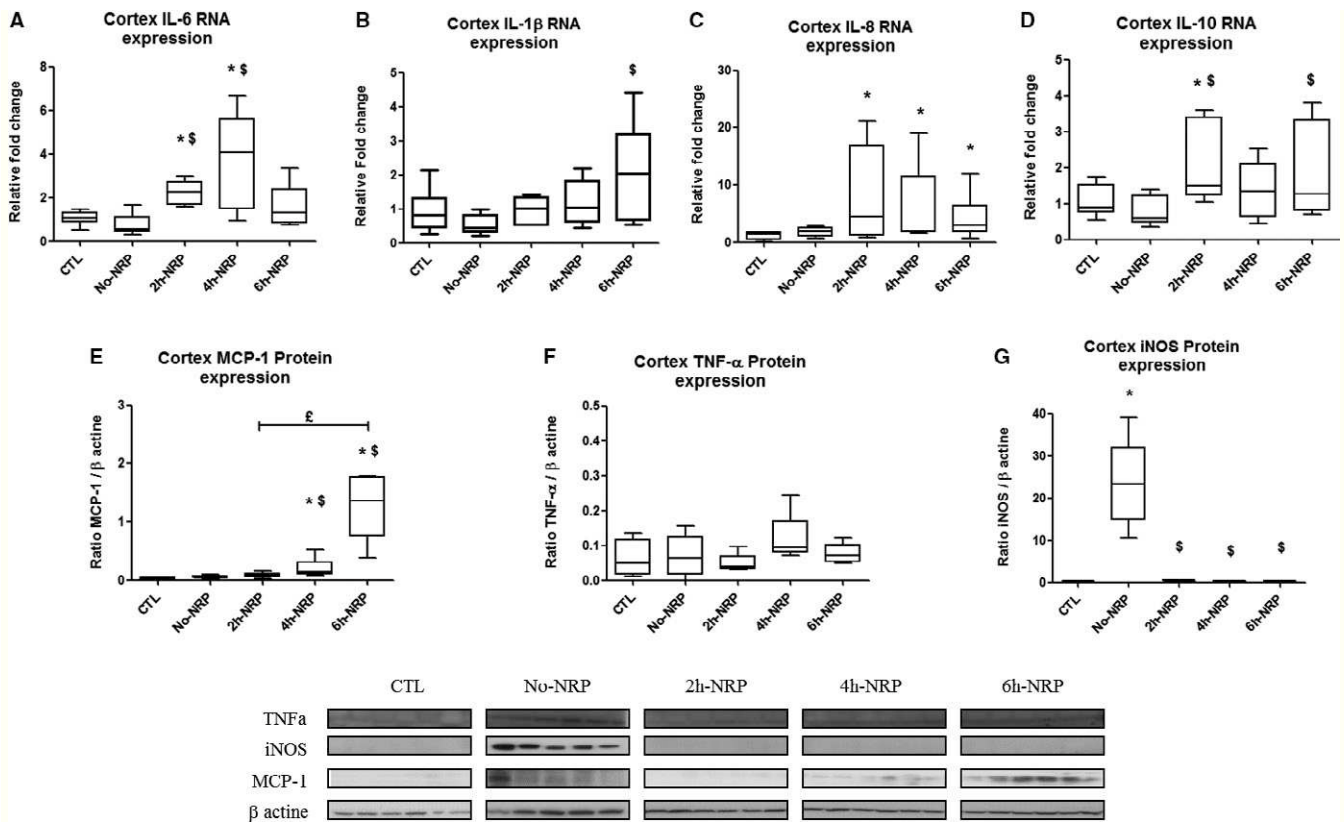 A
Cortex IL-6 RNA
expression
Relative fold change
8
6
4
2
0
* $
* $
CTL
No-NRP
2h-NRP
4h-NRP
6h-NRP
B
Cortex IL-1β RNA
expression
Relative Fold change
5
4
3
2
1
0
$
CTL
No-NRP
2h-NRP
4h-NRP
6h-NRP
C
Cortex IL-8 RNA
expression
Relative fold change
30
20
10
0
*
*
*
CTL
No-NRP
2h-NRP
4h-NRP
6h-NRP
D
Cortex IL-10 RNA
expression
Relative fold change
5
4
3
2
1
0
* $
$
CTL
No-NRP
2h-NRP
4h-NRP
6h-NRP
E
Cortex MCP-1 Protein
expression
Ratio MCP-1 / β actine
3
2
1
0
£
* $
* $
CTL
No-NRP
2h-NRP
4h-NRP
6h-NRP
F
Cortex TNF-α Protein
expression
Ratio TNF-α / β actine
0.5
0.4
0.3
0.2
0.1
0.0
CTL
No-NRP
2h-NRP
4h-NRP
6h-NRP
G
Cortex iNOS Protein
expression
Ratio iNOS / β actine
40
30
20
10
0
*
$
$
$
CTL
No-NRP
2h-NRP
4h-NRP
6h-NRP
CTL No-NRP 2h-NRP 4h-NRP 6h-NRP
TNFa
iNOS
MCP-1
β actine